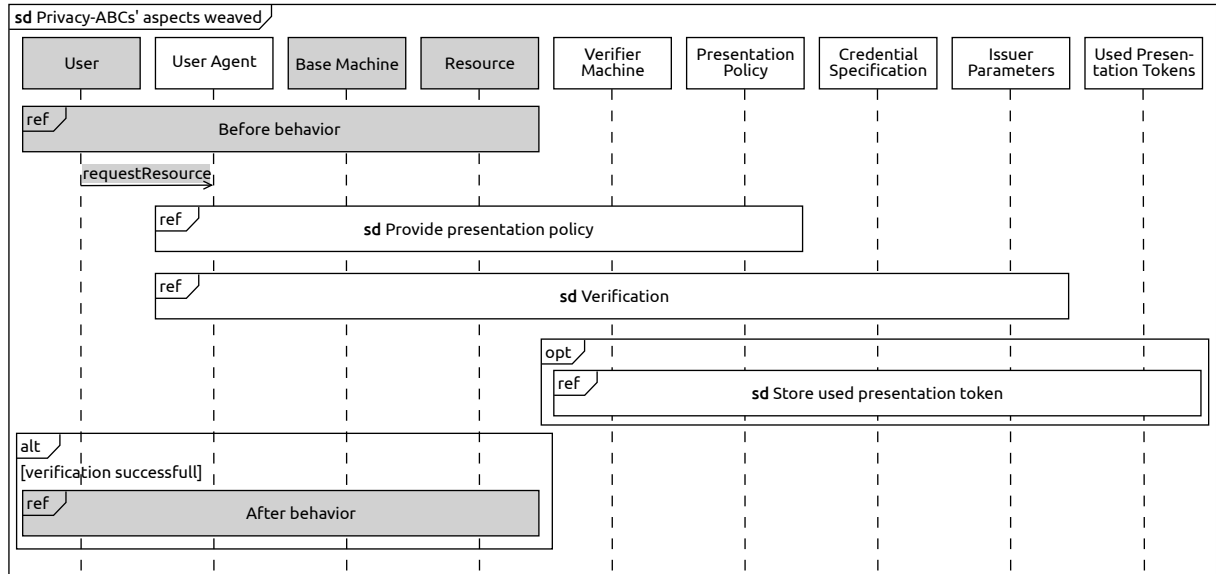 sd Privacy-ABCs' aspects weaved
User
User Agent
Base Machine
Resource
Verifier
Machine
Presentation
Policy
Credential
Specification
Issuer
Parameters
Used Presen-
tation Tokens
ref
Before behavior
requestResource
ref
sd Provide presentation policy
ref
sd Verification
opt
ref
sd Store used presentation token
alt
[verification successfull]
ref
After behavior